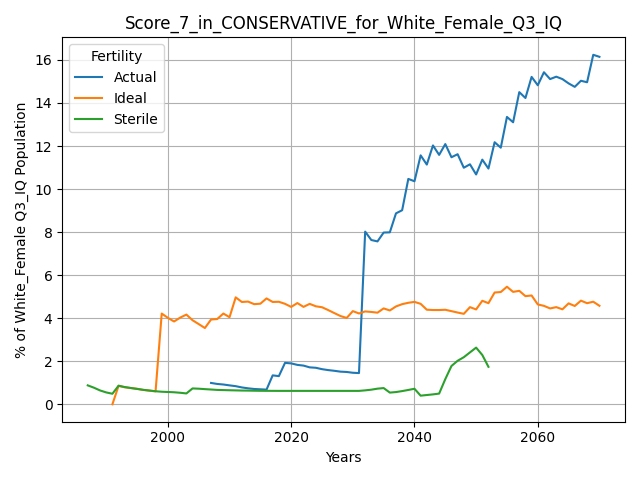 Score_7_in_CONSERVATIVE_for_White_Female_Q3_IQ
Fertility
Actual
Ideal
Sterile
% of White_Female Q3_IQ Population
16
14
12
10
8
6
4
2
0
2000
2020
2040
2060
Years